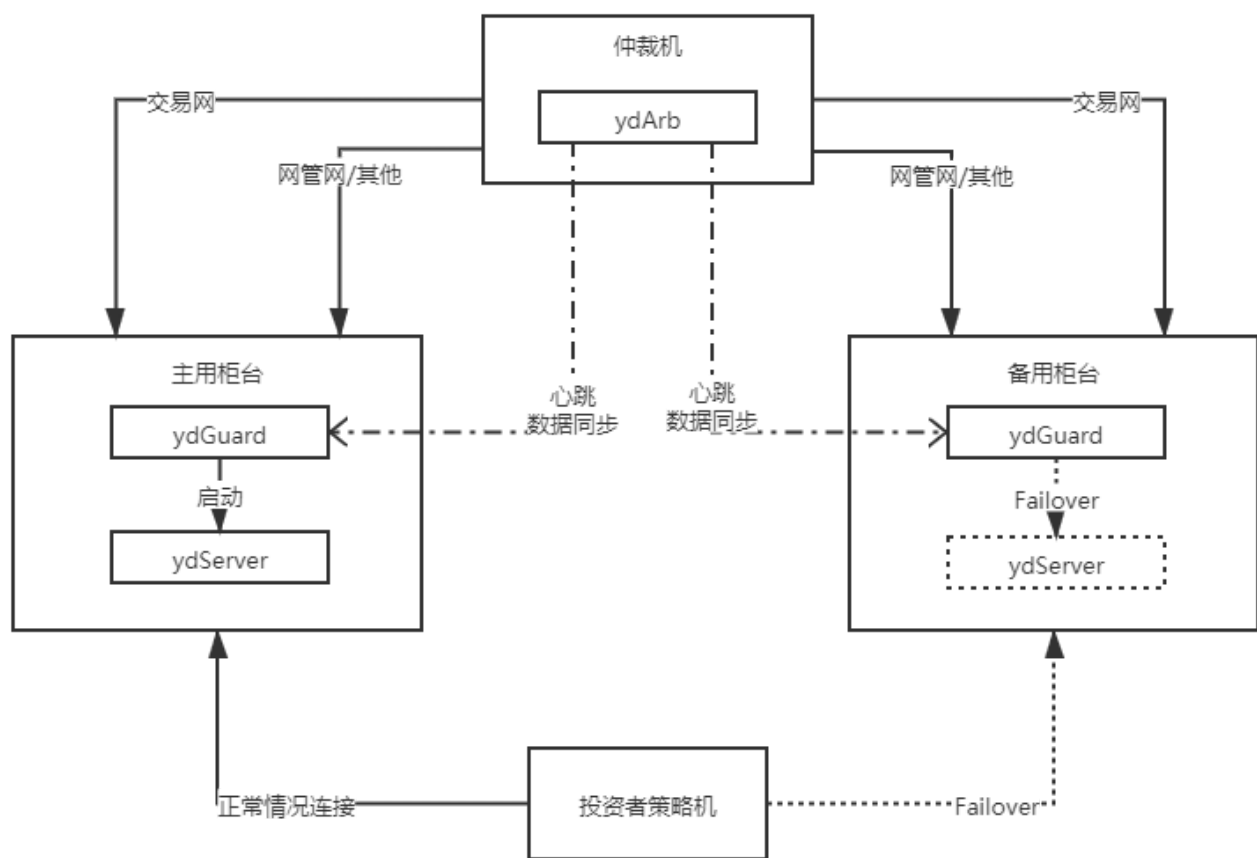 仲裁机
ydArb
交易网
交易网
网管网/其他
网管网/其他
主用柜台
备用柜台
心跳
数据同步
心跳
数据同步
ydGuard
ydGuard
启动
Failover
ydServer
ydServer
正常情况连接
投资者策略机
Failover